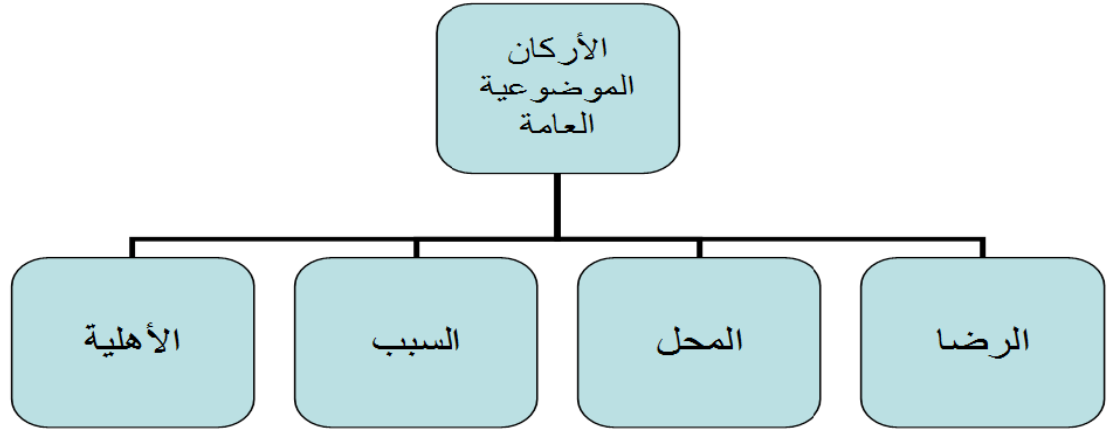 الأركان
الموضوعية
العامة
الرضا
المحل
السبب
الأهلية